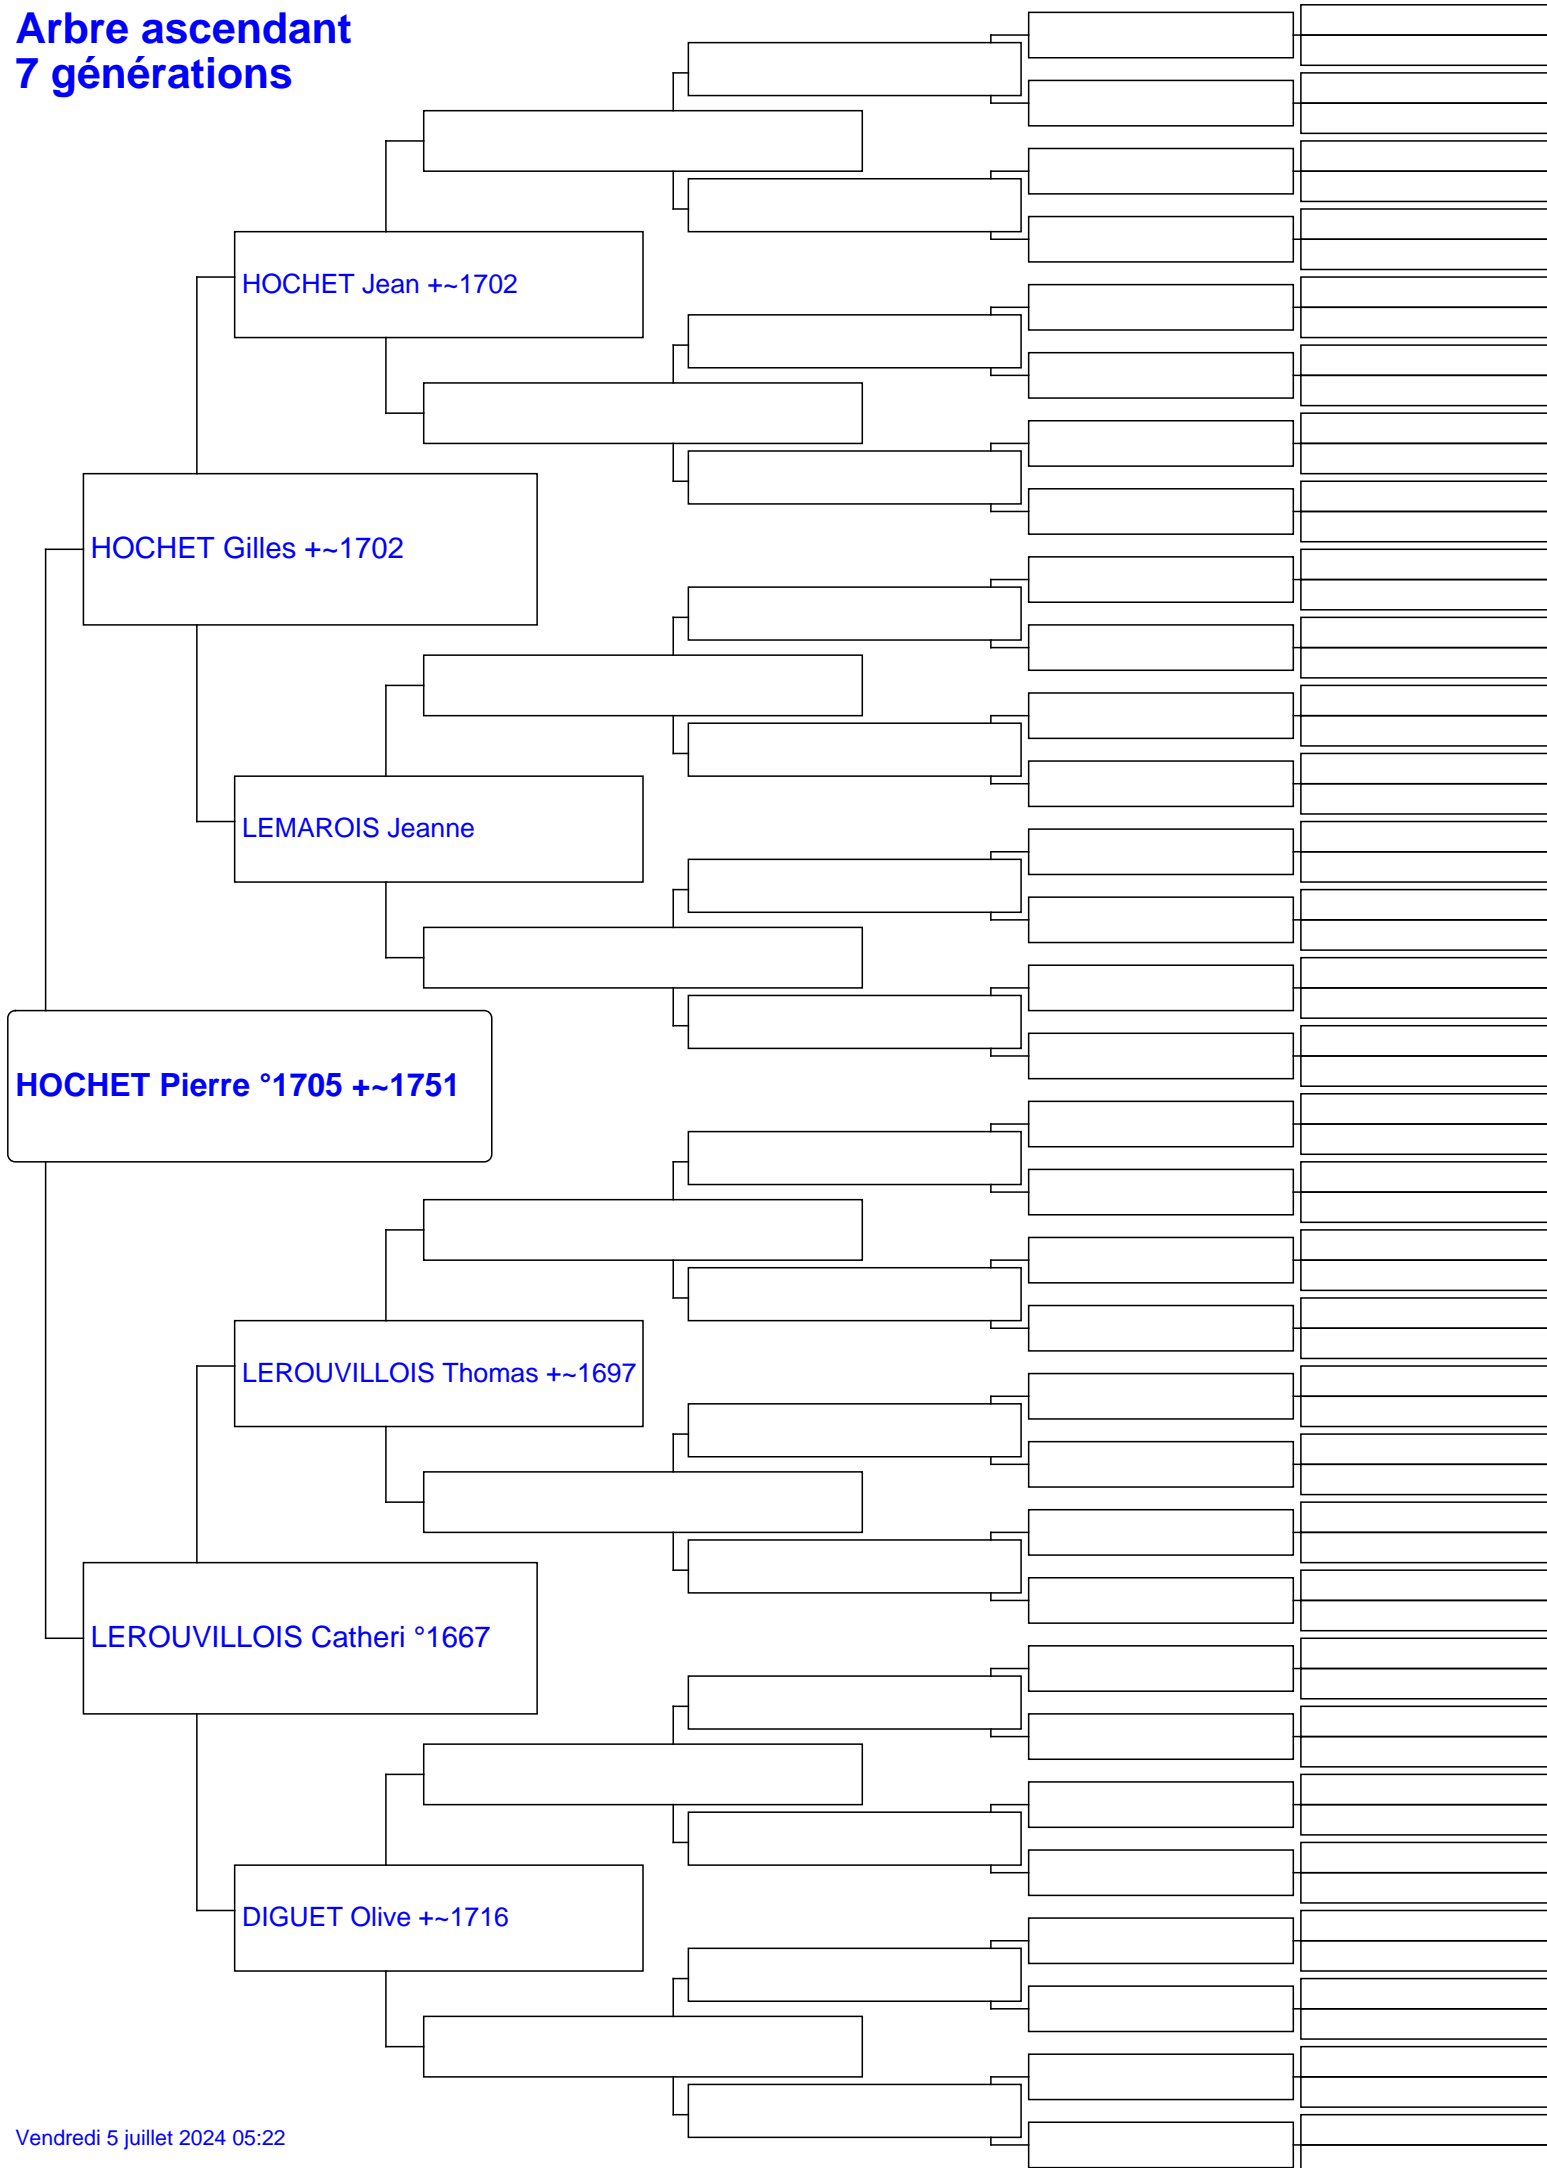 Arbre ascendant
7 générations
HOCHET Jean +~1702
HOCHET Gilles +~1702
LEMAROIS Jeanne
HOCHET Pierre °1705 +~1751
LEROUVILLOIS Thomas +~1697
LEROUVILLOIS Catheri °1667
DIGUET Olive +~1716
Vendredi 5 juillet 2024 05:22